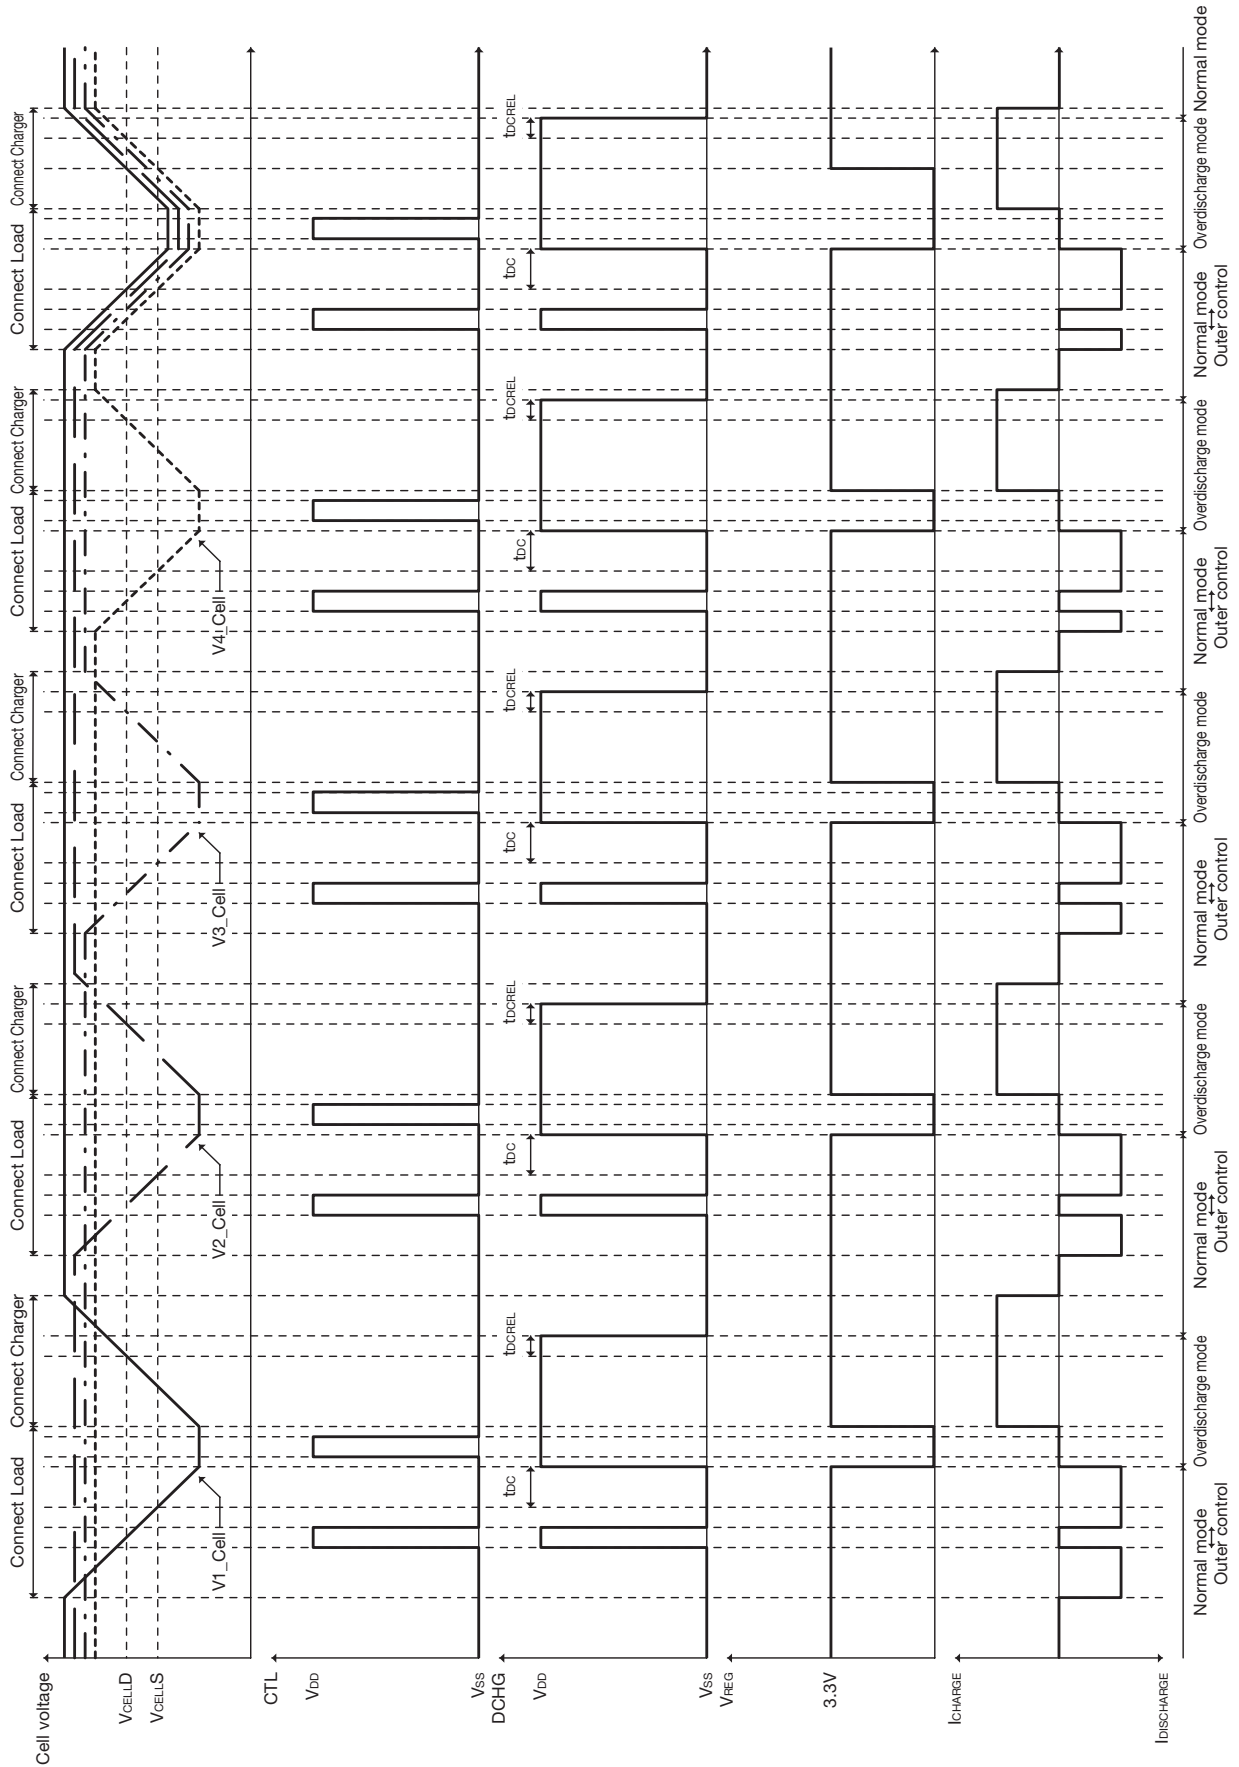 Cell voltage
VCELLD
VCELLS
Connect Load
Connect Charger
Connect Load
Connect Charger
Connect Load
Connect Charger
Connect Load
Connect Charger
Connect Load
Connect Charger
V1_Cell
V2_Cell
V3_Cell
V4_Cell
CTL
VDD
VSS
DCHG
VDD
VSS
tDC
tDCREL
tDC
tDCREL
tDC
tDCREL
tDC
tDCREL
tDC
tDCREL
VREG
3.3V
ICHARGE
IDISCHARGE
Normal mode
Outer control
Overdischarge mode
Normal mode
Outer control
Overdischarge mode
Normal mode
Outer control
Overdischarge mode
Normal mode
Outer control
Overdischarge mode
Normal mode
Outer control
Overdischarge mode
Normal mode